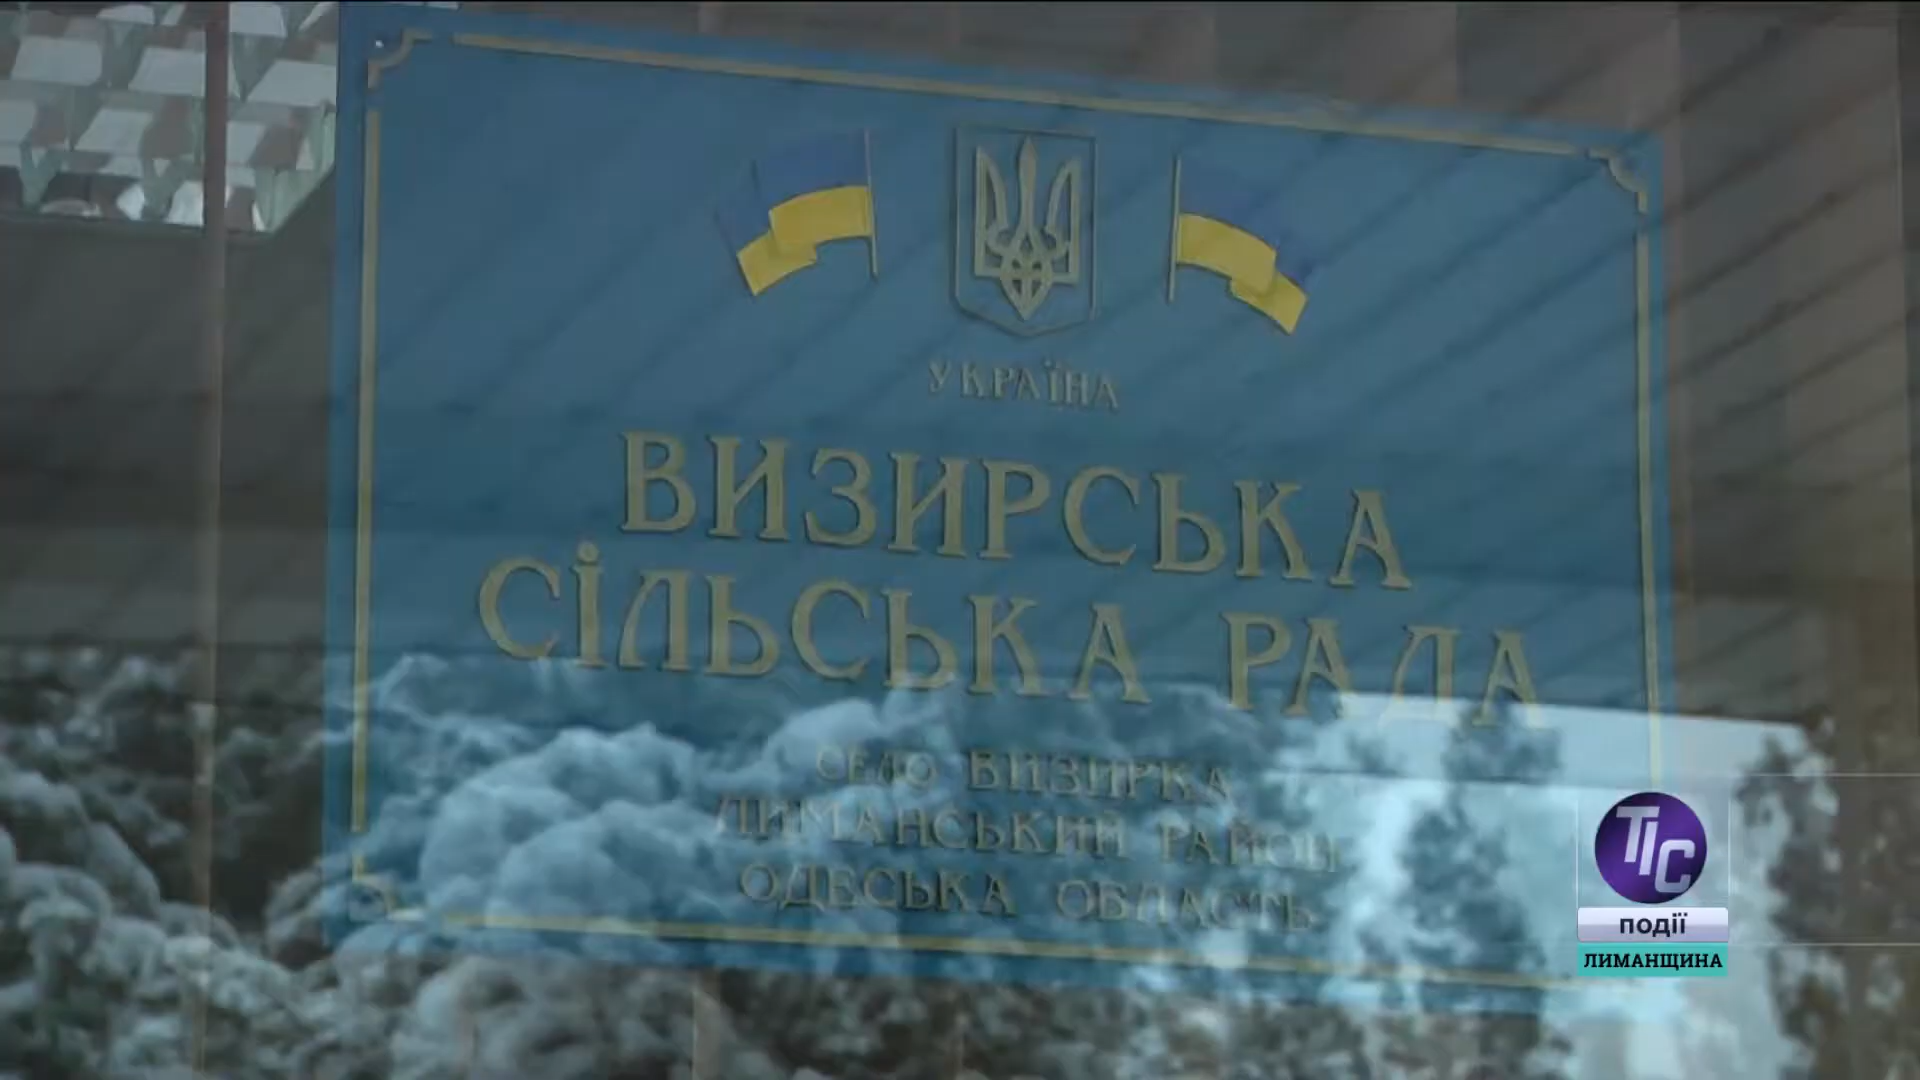 УКРАЇНА
ВИЗИРСЬКА
СІЛЬСЬКА РАДА
СЕЛО ВИЗИРКА
ЛИМАНСЬКИЙ РАЙОН
ОДЕСЬКА ОБЛАСТЬ
ТІС
ПОДІЇ
ЛИМАНЩИНА